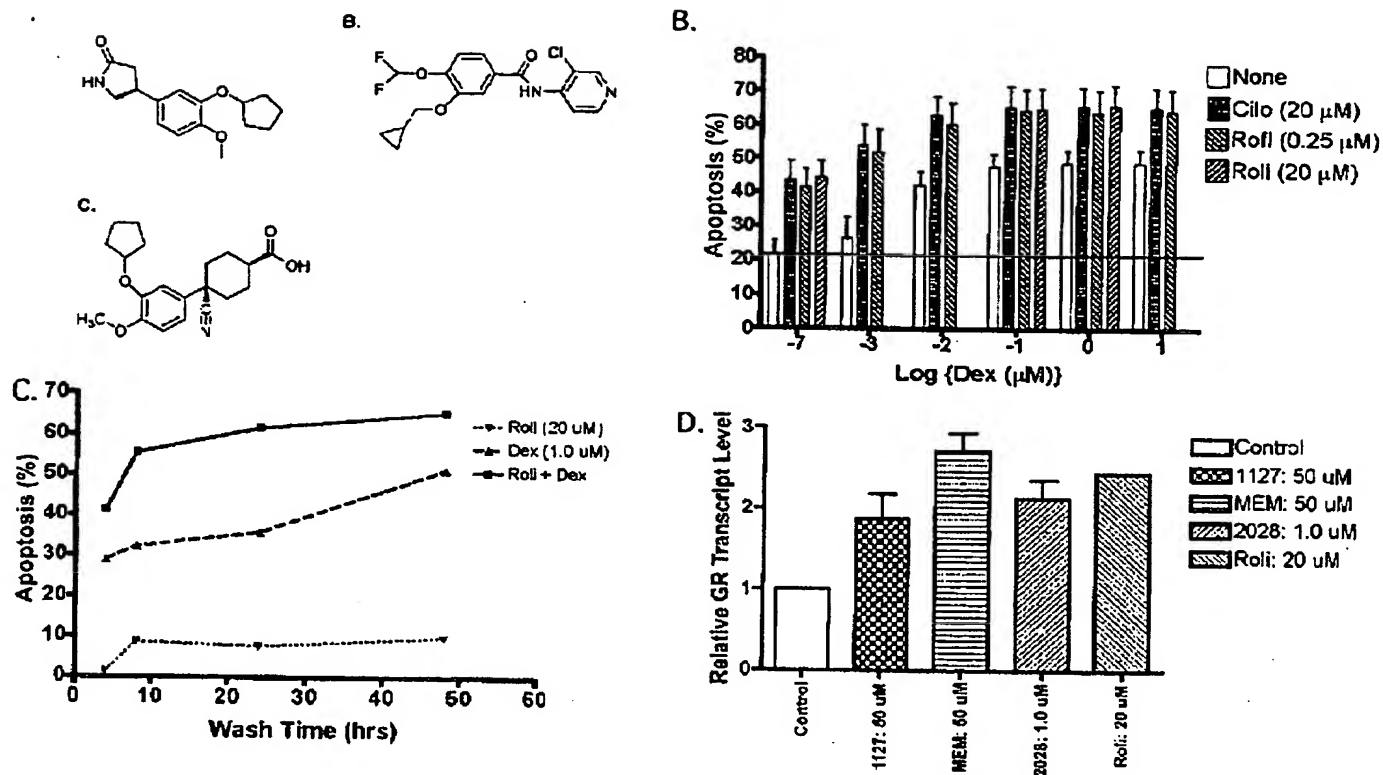 B.
O
HN
O
O
F
F
O
O
O
NH
Cl
N
C.
O
OH
O
H₃C
O
N
B.
Apoptosis (%)
80
70
60
50
40
30
20
10
0
-7 -3 -2 -1 0 1
Log {Dex (μM)}
None
Cilo (20 μM)
Rofl (0.25 μM)
Roli (20 μM)
C.
Apoptosis (%)
70
60
50
40
30
20
10
0
0 10 20 30 40 50 60
Wash Time (hrs)
Roli (20 uM)
Dex (1.0 uM)
Roli + Dex
D.
Relative GR Transcript Level
3
2
1
0
Control
1127: 50 uM
MEM: 50 uM
2028: 1.0 uM
Roli: 20 uM
Control
1127: 50 uM
MEM: 50 uM
2028: 1.0 uM
Roli: 20 uM